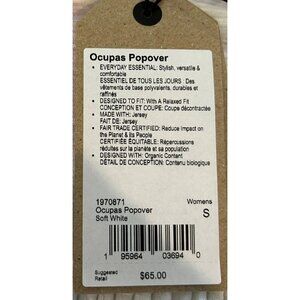 Ocupas Popover
• EVERYDAY ESSENTIAL: Stylish, versatile &
comfortable
ESSENTIEL DE TOUS LES JOURS : Des
vêtements de base polyvalents, durables et
raffinés
• DESIGNED TO FIT: With A Relaxed Fit
CONCEPTION ET COUPE: Coupe décontractée
• MADE WITH: Jersey
FAIT DE: Jersey
• FAIR TRADE CERTIFIED: Reduce Impact on
the Planet & its People
CERTIFIÉE ÉQUITABLE: Répercussions
réduites sur la planète et sa population
• DESIGNED WITH: Organic Content
DÉTAIL DE CONCEPTION: Contenu biologique
1970871 Womens
Ocupas Popover S
Soft White
1 95964 03694 0
Suggested
Retail $65.00